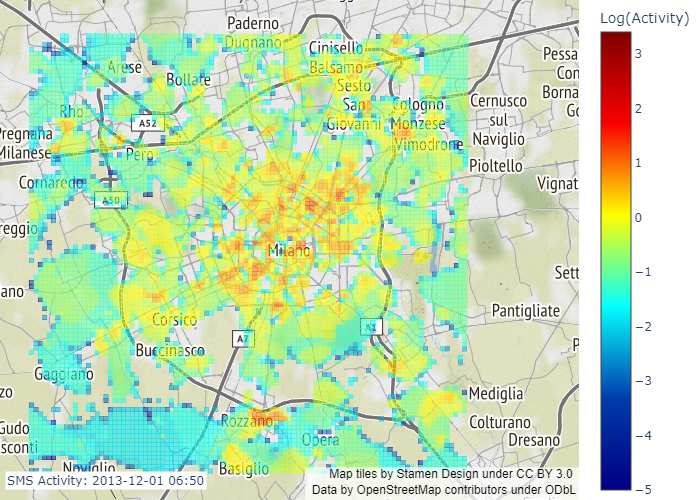 Log(Activity)
3
2
1
0
−1
−2
−3
−4
−5
Paderno
Dugnano
Cinisello
Balsamo
Arese
Bollate
Sesto
San
Giovanni
Cologno
Monzese
Vimodrone
Cernusco
sul
Naviglio
Pessa
Con
Borna
Go
Rho
A52
Pregnana
Milanese
Pero
Pioltello
Cornaredo
Vignat
A50
reggio
Milano
Sett
ano
Corsico
Pantigliate
A7
A1
Buccinasco
P
Gaggiano
zo
Mediglia
Rozzano
Colturano
Gudo
sconti
Opera
Dresano
Noviglio
Basiglio
SMS Activity: 2013-12-01 06:50
Map tiles by Stamen Design under CC BY 3.0
Data by OpenStreetMap contributors under ODbL